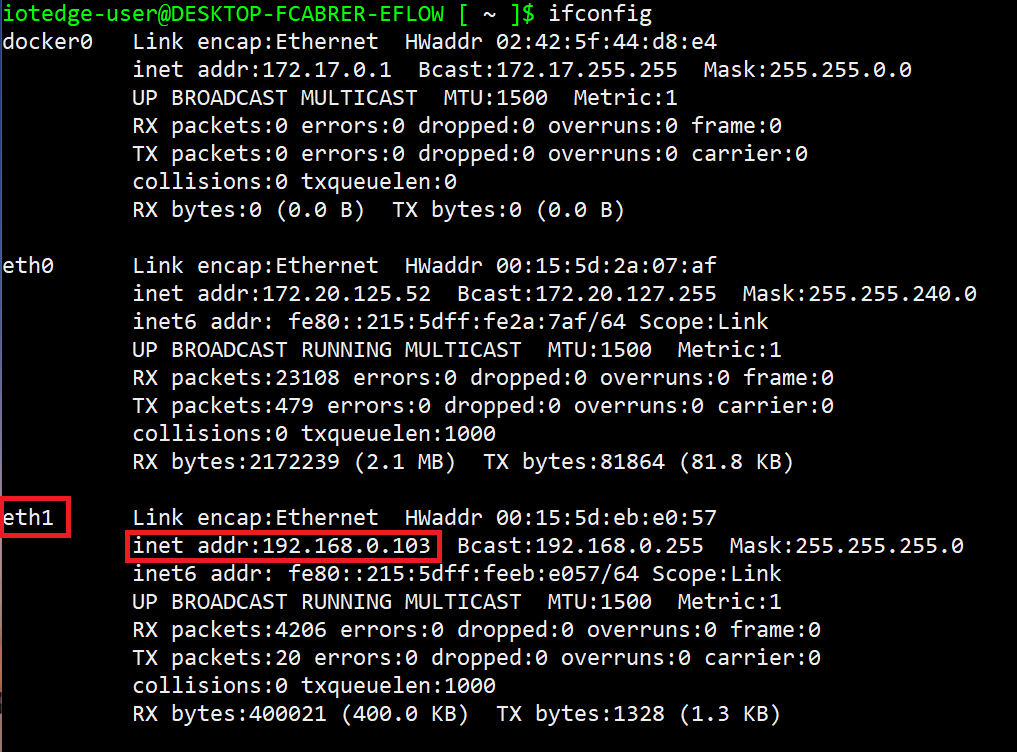 iotedge-user@DESKTOP-FCABRER-EFLOW [ ~ ]$ ifconfig
docker0   Link encap:Ethernet  HWaddr 02:42:5f:44:d8:e4
          inet addr:172.17.0.1  Bcast:172.17.255.255  Mask:255.255.0.0
          UP BROADCAST MULTICAST  MTU:1500  Metric:1
          RX packets:0 errors:0 dropped:0 overruns:0 frame:0
          TX packets:0 errors:0 dropped:0 overruns:0 carrier:0
          collisions:0 txqueuelen:0
          RX bytes:0 (0.0 B)  TX bytes:0 (0.0 B)

eth0      Link encap:Ethernet  HWaddr 00:15:5d:2a:07:af
          inet addr:172.20.125.52  Bcast:172.20.127.255  Mask:255.255.240.0
          inet6 addr: fe80::215:5dff:fe2a:7af/64 Scope:Link
          UP BROADCAST RUNNING MULTICAST  MTU:1500  Metric:1
          RX packets:23108 errors:0 dropped:0 overruns:0 frame:0
          TX packets:479 errors:0 dropped:0 overruns:0 carrier:0
          collisions:0 txqueuelen:1000
          RX bytes:2172239 (2.1 MB)  TX bytes:81864 (81.8 KB)

eth1      Link encap:Ethernet  HWaddr 00:15:5d:eb:e0:57
          inet addr:192.168.0.103  Bcast:192.168.0.255  Mask:255.255.255.0
          inet6 addr: fe80::215:5dff:feeb:e057/64 Scope:Link
          UP BROADCAST RUNNING MULTICAST  MTU:1500  Metric:1
          RX packets:4206 errors:0 dropped:0 overruns:0 frame:0
          TX packets:20 errors:0 dropped:0 overruns:0 carrier:0
          collisions:0 txqueuelen:1000
          RX bytes:400021 (400.0 KB)  TX bytes:1328 (1.3 KB)